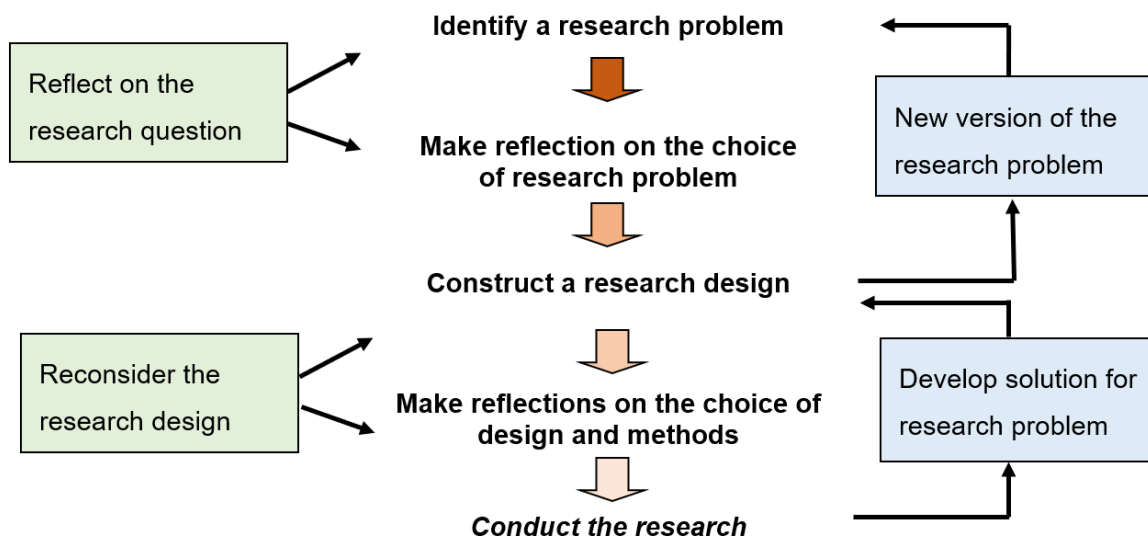 Identify a research problem
Reflect on the
research question
New version of the
research problem
Make reflection on the choice
of research problem
Construct a research design
Reconsider the
research design
Develop solution for
research problem
Make reflections on the choice of
design and methods
Conduct the research